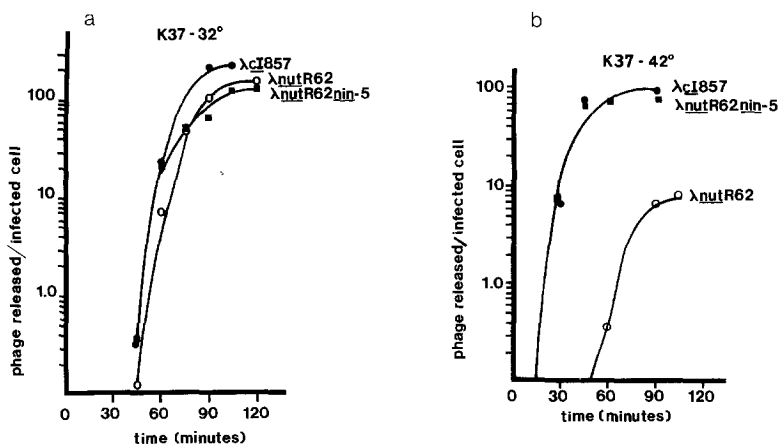 a
K37-32°
λcI857
λnutR62
λnutR62nin-5
100
10
1.0
phage released/infected cell
0 30 60 90 120
time (minutes)
b
K37-42°
λcI857
λnutR62nin-5
λnutR62
100
10
1.0
phage released/infected cell
0 30 60 90 120
time (minutes)